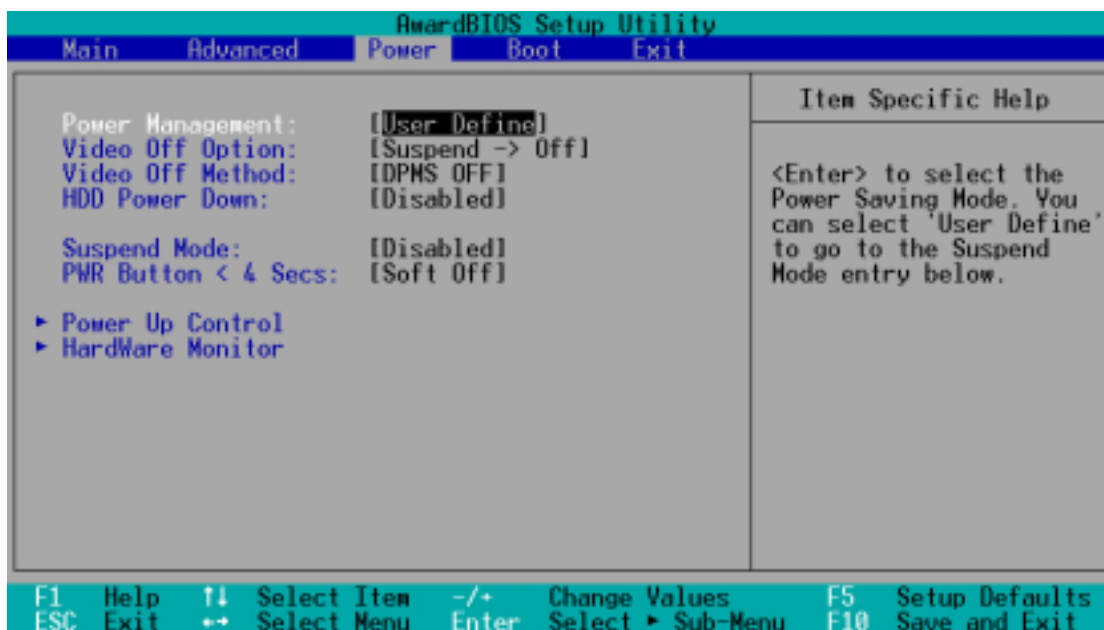 AwardBIOS Setup Utility
Main Advanced Power Boot Exit
Power Management: [User Define]
Video Off Option: [Suspend -> Off]
Video Off Method: [DPMS OFF]
HDD Power Down: [Disabled]
Suspend Mode: [Disabled]
PWR Button < 4 Secs: [Soft Off]
► Power Up Control
► HardWare Monitor
Item Specific Help
<Enter> to select the
Power Saving Mode. You
can select 'User Define'
to go to the Suspend
Mode entry below.
F1 Help ↑↓ Select Item -/+ Change Values F5 Setup Defaults
ESC Exit ←→ Select Menu Enter Select ► Sub-Menu F10 Save and Exit